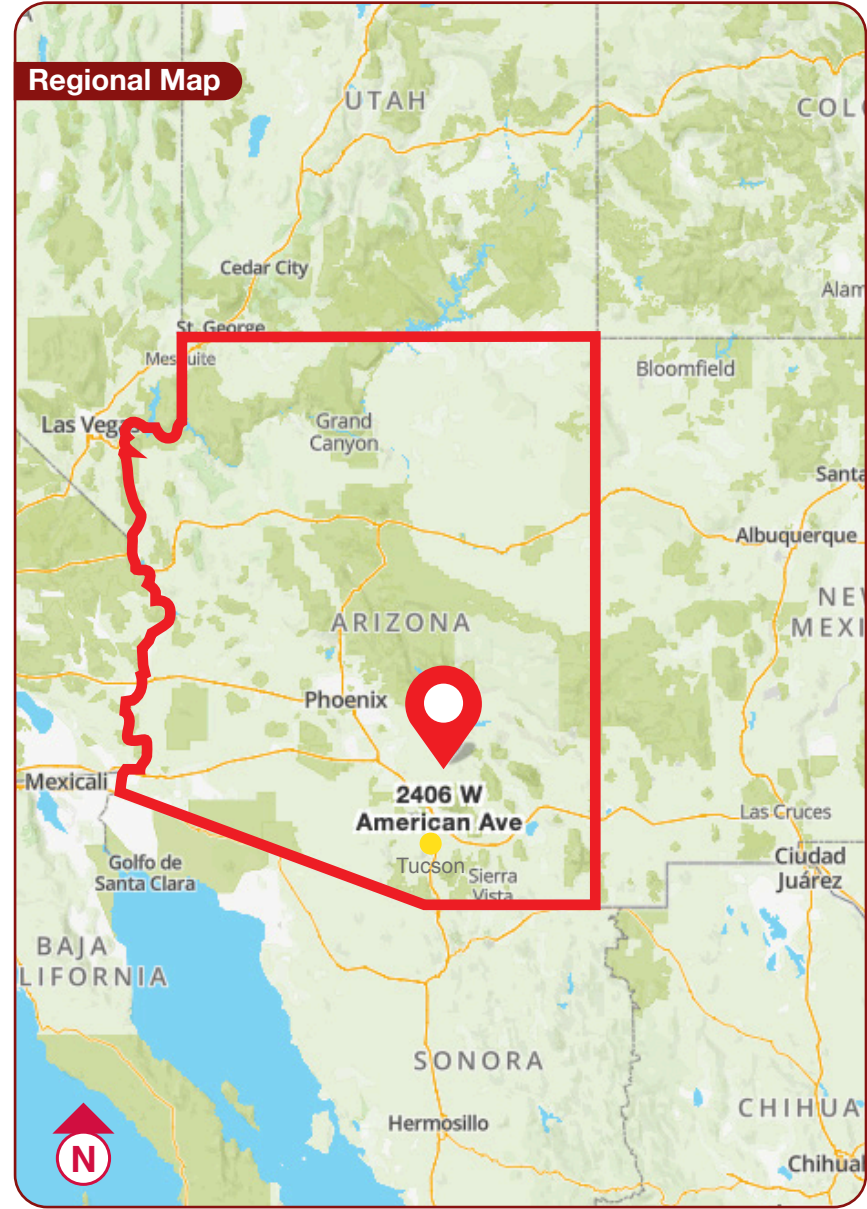 Regional Map
UTAH
COL
Cedar City
Alam
St. George
Mesquite
Bloomfield
Las Vegas
Grand
Canyon
Santa
Albuquerque
NEW
MEXI
ARIZONA
Phoenix
Mexicali
2406 W
American Ave
Las Cruces
Tucson
Sierra
Vista
Ciudad
Juárez
Golfo de
Santa Clara
BAJA
LIFORNIA
SONORA
CHIHUA
Hermosillo
Chihual
N